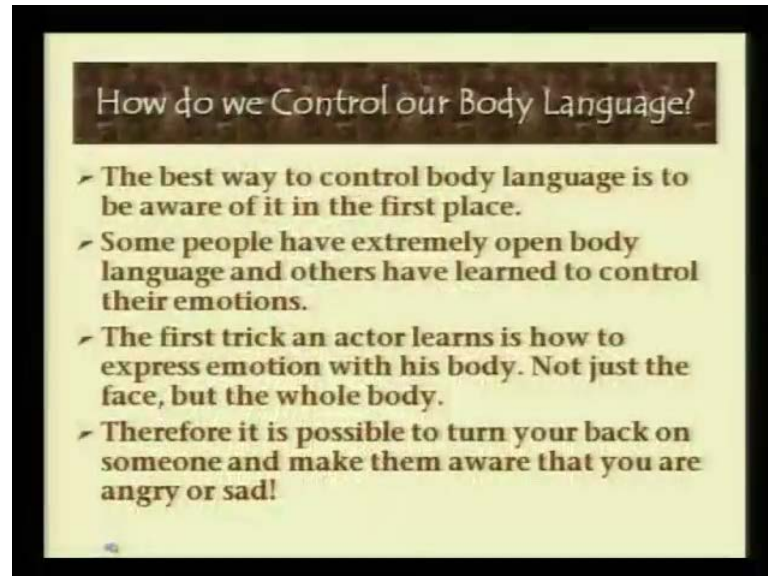 How do we Control our Body Language?
➤ The best way to control body language is to
be aware of it in the first place.
➤ Some people have extremely open body
language and others have learned to control
their emotions.
➤ The first trick an actor learns is how to
express emotion with his body. Not just the
face, but the whole body.
➤ Therefore it is possible to turn your back on
someone and make them aware that you are
angry or sad!